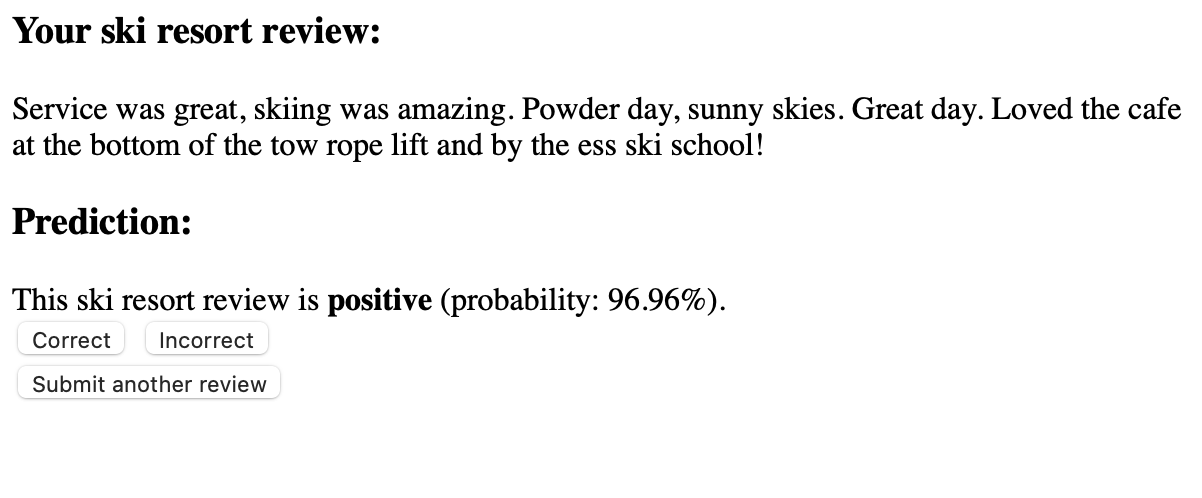 Your ski resort review:
Service was great, skiing was amazing. Powder day, sunny skies. Great day. Loved the cafe
at the bottom of the tow rope lift and by the ess ski school!
Prediction:
This ski resort review is positive (probability: 96.96%).
Correct Incorrect
Submit another review